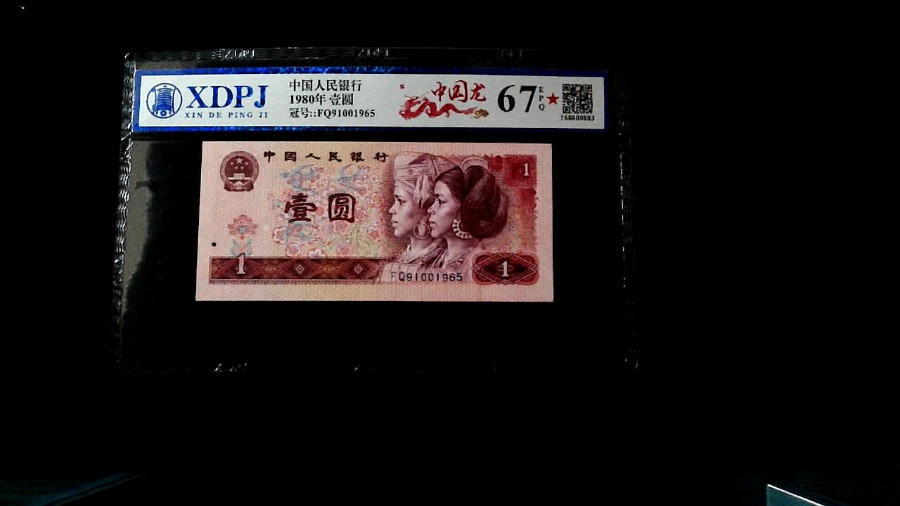 XDPJ
XIN DE PING JI
中国人民银行
1980年 壹圆
冠号::FQ91001965
中国龙
67
EPQ
中国人民银行
1
壹圆
1
FQ91001965
1